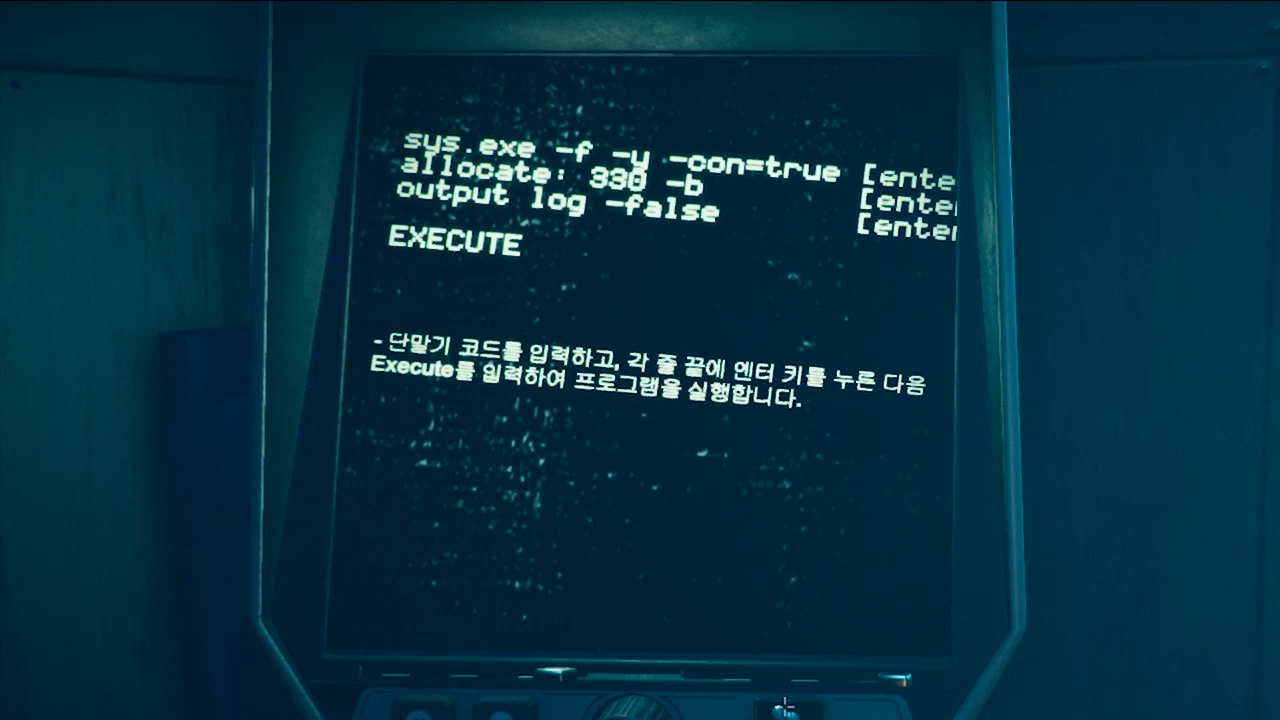 sys.exe -f -y -con=true [ente
allocate: 330 -b [enter
output log -false [enter
EXECUTE
- 단말기 코드를 입력하고, 각 줄 끝에 엔터 키를 누른 다음
Execute를 입력하여 프로그램을 실행합니다.